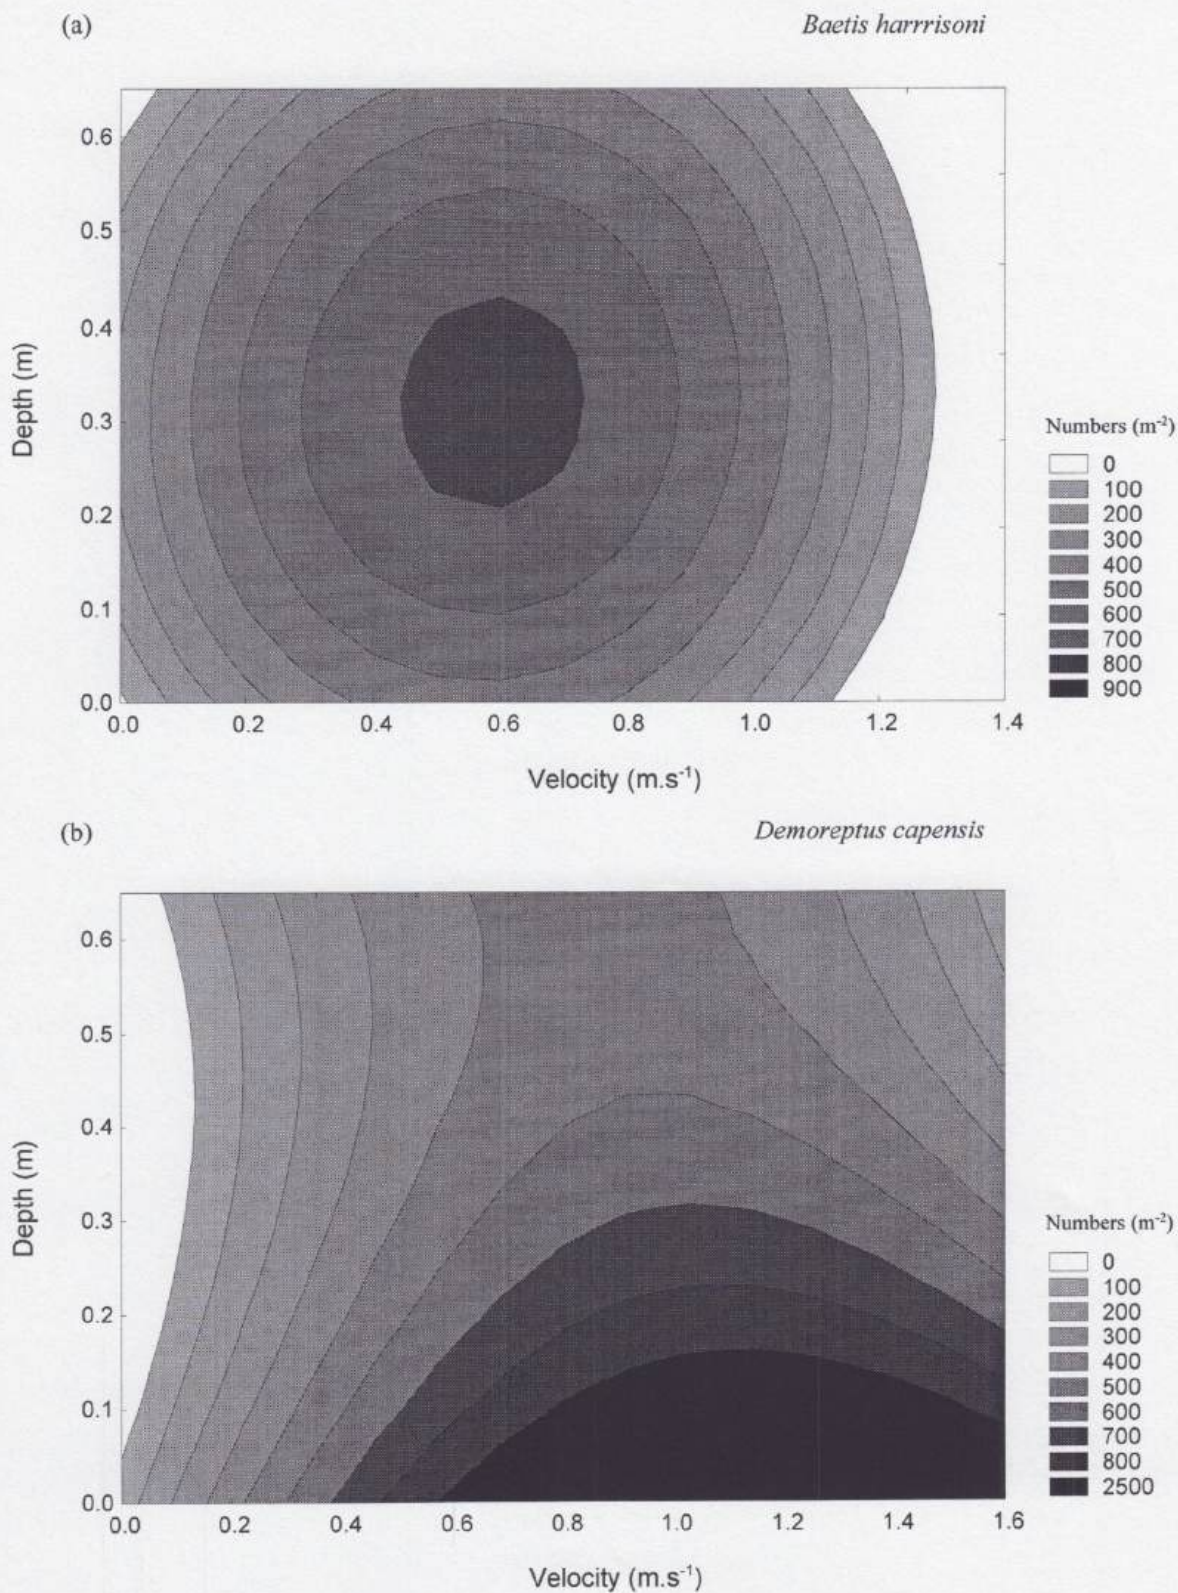 (a)
Baetis harrrisoni
0.6
0.5
0.4
0.3
0.2
0.1
0.0
Depth (m)
0.0 0.2 0.4 0.6 0.8 1.0 1.2 1.4
Velocity (m.s⁻¹)
Numbers (m⁻²)
0
100
200
300
400
500
600
700
800
900
(b)
Demoreptus capensis
0.6
0.5
0.4
0.3
0.2
0.1
0.0
Depth (m)
0.0 0.2 0.4 0.6 0.8 1.0 1.2 1.4 1.6
Velocity (m.s⁻¹)
Numbers (m⁻²)
0
100
200
300
400
500
600
700
800
2500